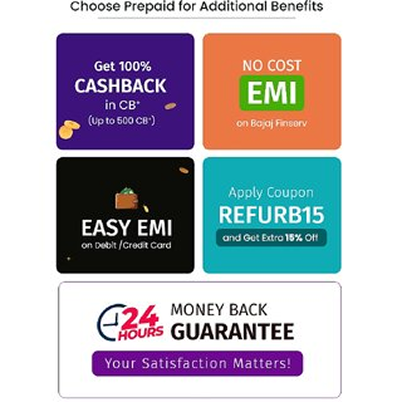 Choose Prepaid for Additional Benefits
Get 100%
CASHBACK
in CB*
(Up to 500 CB*)
NO COST
EMI
on Bajaj Finserv
EASY EMI
on Debit /Credit Card
Apply Coupon
REFURB15
and Get Extra 15% Off
24
HOURS
MONEY BACK
GUARANTEE
Your Satisfaction Matters!